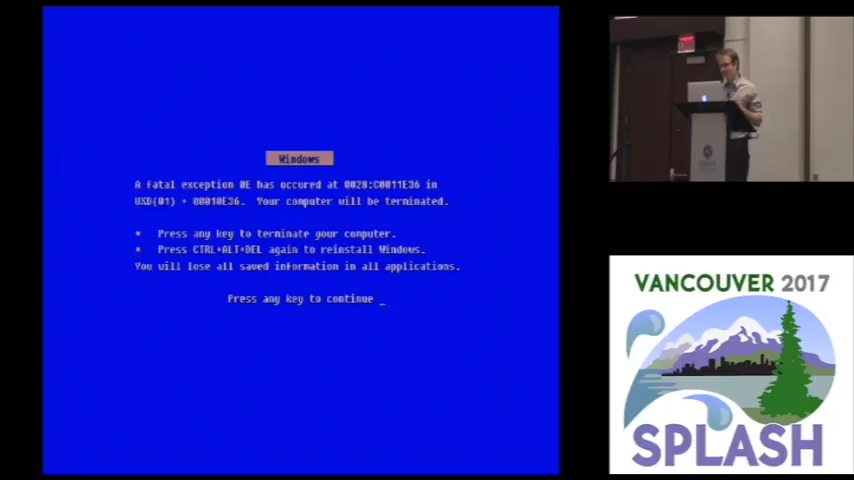 Windows
A fatal exception 0E has occured at 0028:C0011E36 in
UXD(01) + 00010E36. Your computer will be terminated.
* Press any key to terminate your computer.
* Press CTRL+ALT+DEL again to reinstall Windows.
You will lose all saved information in all applications.
Press any key to continue _
VANCOUVER 2017
SPLASH